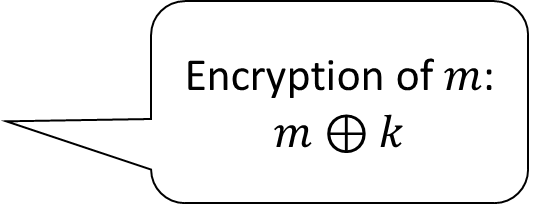 Encryption of 𝑚:
𝑚 ⊕ 𝑘